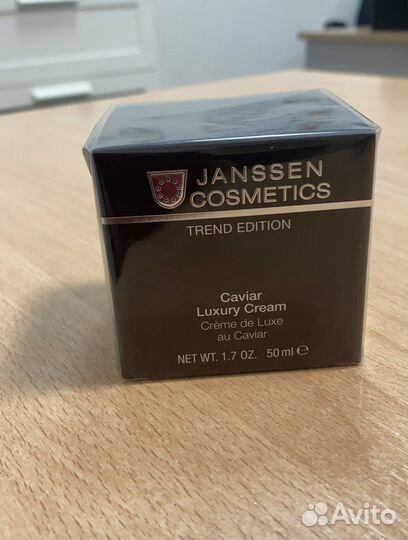 JANSSEN
COSMETICS
TREND EDITION
Caviar
Luxury Cream
Crème de Luxe
au Caviar
NET WT. 1.7 OZ. 50 ml ℮
Avito